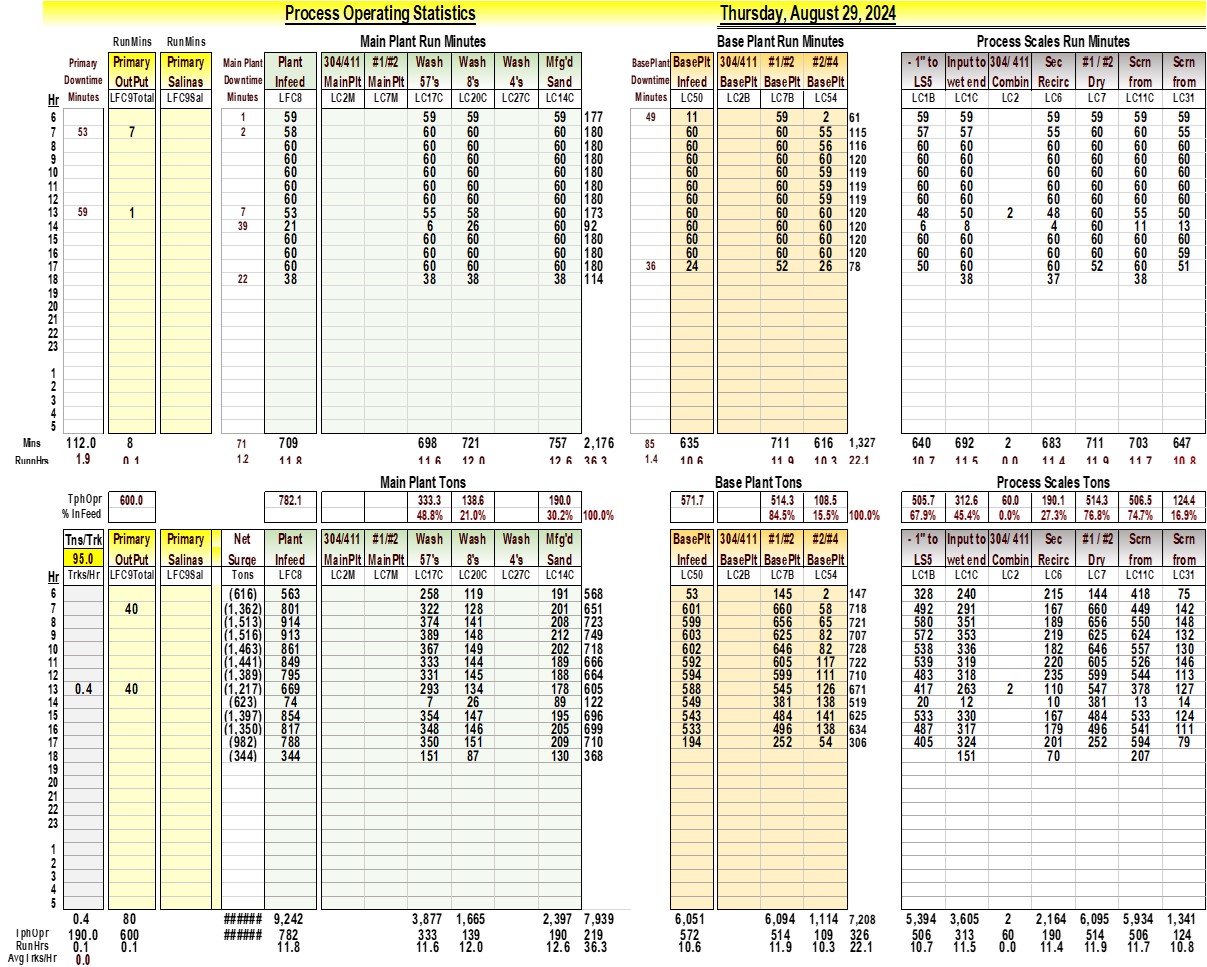 Process Operating Statistics Thursday, August 29, 2024
RunMins RunMins Main Plant Run Minutes Base Plant Run Minutes Process Scales Run Minutes
Primary Primary Primary Main Plant Plant 304/411 #1/#2 Wash Wash Wash Mfg'd BasePlant BasePlt 304/411 #1/#2 #2/#4 - 1" to Input to 304/ 411 Sec #1 / #2 Scrn Scrn
Downtime OutPut Salinas Downtime Infeed MainPlt MainPlt 57's 8's 4's Sand Downtime Infeed BasePlt BasePlt BasePlt LS5 wet end Combin Recirc Dry from from
Hr Minutes LFC9Total LFC9Sal Minutes LFC8 LC2M LC7M LC17C LC20C LC27C LC14C Minutes LC50 LC2B LC7B LC54 LC1B LC1C LC2 LC6 LC7 LC11C LC31
6 1 59 59 59 59 177 49 11 59 2 61 59 59 59 59 59 59
7 53 7 2 58 60 60 60 180 60 60 55 115 57 57 55 60 60 55
8 60 60 60 60 180 60 60 56 116 60 60 60 60 60 60
9 60 60 60 60 180 60 60 60 120 60 60 60 60 60 60
10 60 60 60 60 180 60 60 59 119 60 60 60 60 60 60
11 60 60 60 60 180 60 60 59 119 60 60 60 60 60 60
12 60 60 60 60 180 60 60 59 119 60 60 60 60 60 60
13 59 1 7 53 55 58 60 173 60 60 60 120 48 50 2 48 60 55 50
14 39 21 6 26 60 92 60 60 60 120 6 8 4 60 11 13
15 60 60 60 60 180 60 60 60 120 60 60 60 60 60 60
16 60 60 60 60 180 60 60 60 120 60 60 60 60 60 59
17 60 60 60 60 180 36 24 52 26 78 50 60 60 52 60 51
18 22 38 38 38 38 114 38 37 38
19
20
21
22
23
1
2
3
4
5
Mins 112.0 8 71 709 698 721 757 2,176 85 635 711 616 1,327 640 692 2 683 711 703 647
RunnHrs 1.9 0.1 1.2 11.8 11.6 12.0 12.6 36.3 1.4 10.6 11.9 10.3 22.1 10.7 11.5 0.0 11.4 11.9 11.7 10.8
Main Plant Tons Base Plant Tons Process Scales Tons
TphOpr 600.0 782.1 333.3 138.6 190.0 571.7 514.3 108.5 505.7 312.6 60.0 190.1 514.3 506.5 124.4
% InFeed 48.8% 21.0% 30.2% 100.0% 84.5% 15.5% 100.0% 67.9% 45.4% 0.0% 27.3% 76.8% 74.7% 16.9%
Tns/Trk Primary Primary Net Plant 304/411 #1/#2 Wash Wash Wash Mfg'd BasePlt 304/411 #1/#2 #2/#4 - 1" to Input to 304/ 411 Sec #1 / #2 Scrn Scrn
95.0 OutPut Salinas Surge Infeed MainPlt MainPlt 57's 8's 4's Sand Infeed BasePlt BasePlt BasePlt LS5 wet end Combin Recirc Dry from from
Hr Trks/Hr LFC9Total LFC9Sal Tons LFC8 LC2M LC7M LC17C LC20C LC27C LC14C LC50 LC2B LC7B LC54 LC1B LC1C LC2 LC6 LC7 LC11C LC31
6 (616) 563 258 119 191 568 53 145 2 147 328 240 215 144 418 75
7 40 (1,362) 801 322 128 201 651 601 660 58 718 492 291 167 660 449 142
8 (1,513) 914 374 141 208 723 599 656 65 721 580 351 189 656 550 148
9 (1,516) 913 389 148 212 749 603 625 82 707 572 353 219 625 624 132
10 (1,463) 861 367 149 202 718 602 646 82 728 538 336 182 646 557 130
11 (1,441) 849 333 144 189 666 592 605 117 722 539 319 220 605 526 146
12 (1,389) 795 331 145 188 664 594 599 111 710 483 318 235 599 544 113
13 0.4 40 (1,217) 669 293 134 178 605 588 545 126 671 417 263 2 110 547 378 127
14 (623) 74 7 26 89 122 549 381 138 519 20 12 10 381 13 14
15 (1,397) 854 354 147 195 696 543 484 141 625 533 330 167 484 533 124
16 (1,350) 817 348 146 205 699 533 496 138 634 487 317 179 496 541 111
17 (982) 788 350 151 209 710 194 252 54 306 405 324 201 252 594 79
18 (344) 344 151 87 130 368 151 70 207
19
20
21
22
23
1
2
3
4
5
0.4 80 ###### 9,242 3,877 1,665 2,397 7,939 6,051 6,094 1,114 7,208 5,394 3,605 2 2,164 6,095 5,934 1,341
TphOpr 190.0 600 ###### 782 333 139 190 219 572 514 109 326 506 313 60 190 514 506 124
RunHrs 0.1 0.1 11.8 11.6 12.0 12.6 36.3 10.6 11.9 10.3 22.1 10.7 11.5 0.0 11.4 11.9 11.7 10.8
AvgTrks/Hr 0.0